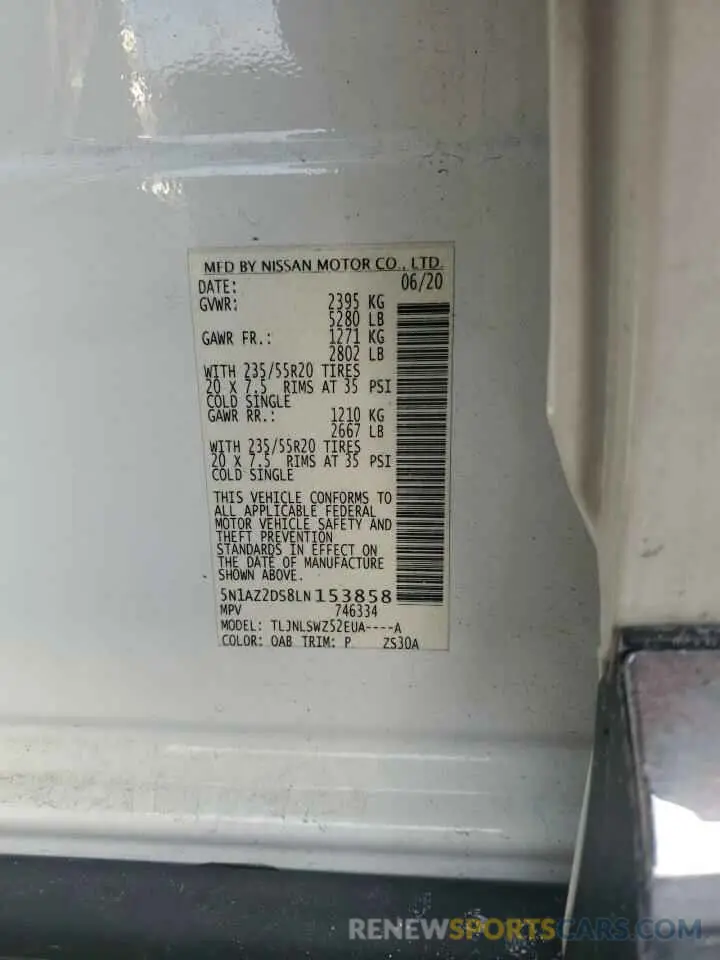 MFD BY NISSAN MOTOR CO., LTD.
DATE: 06/20
GVWR: 2395 KG
5280 LB
GAWR FR.: 1271 KG
2802 LB
WITH 235/55R20 TIRES
20 X 7.5 RIMS AT 35 PSI
COLD SINGLE
GAWR RR.: 1210 KG
2667 LB
WITH 235/55R20 TIRES
20 X 7.5 RIMS AT 35 PSI
COLD SINGLE
THIS VEHICLE CONFORMS TO
ALL APPLICABLE FEDERAL
MOTOR VEHICLE SAFETY AND
THEFT PREVENTION
STANDARDS IN EFFECT ON
THE DATE OF MANUFACTURE
SHOWN ABOVE.
5N1AZ2DS8LN153858
MPV 746334
MODEL: TLJNLSWZ52EUA----A
COLOR: QAB TRIM: P ZS30A
RENEWSPORTSCARS.COM